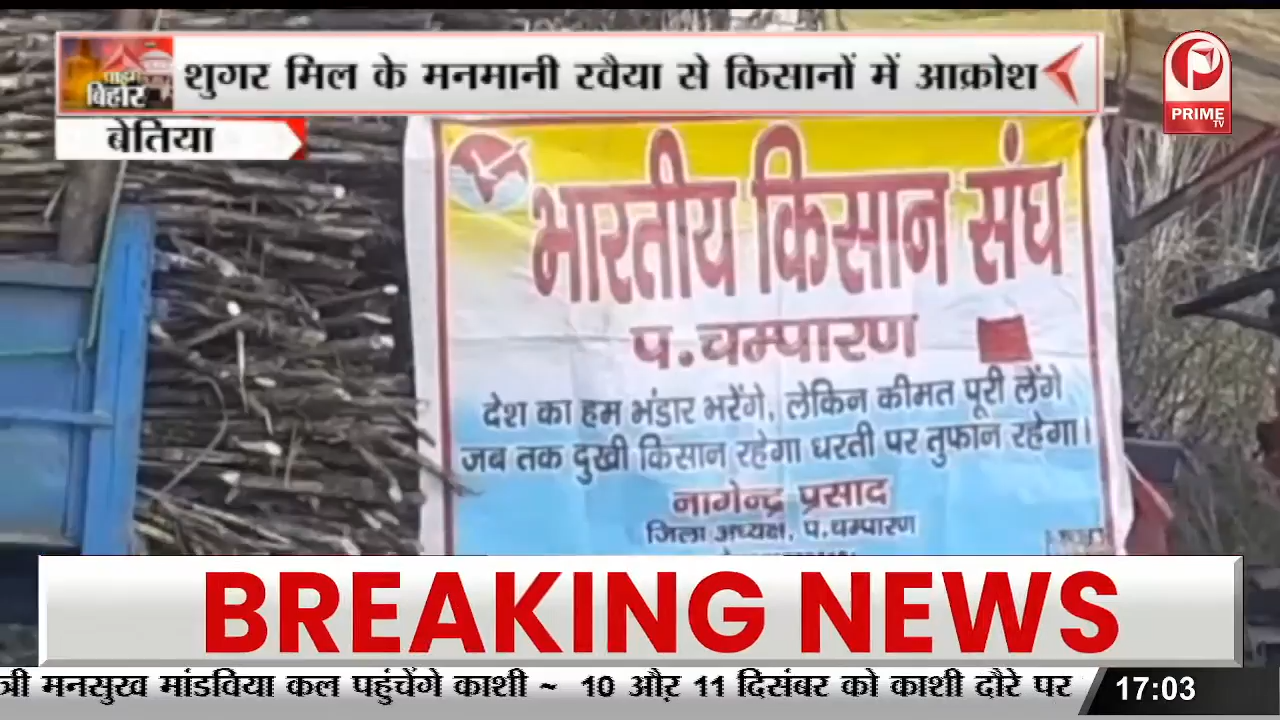 शुगर मिल के मनमानी रवैया से किसानों में आक्रोश
बिहार
PRIME
TV
बेतिया
भारतीय किसान संघ
प.चम्पारण
देश का हम भंडार भरेंगे, लेकिन कीमत पूरी लेंगे
जब तक दुखी किसान रहेगा धरती पर तुफान रहेगा।
नागेन्द्र प्रसाद
जिला अध्यक्ष, प.चम्पारण
BREAKING NEWS
त्री मनसुख मांडविया कल पहुंचेंगे काशी ~ 10 और 11 दिसंबर को काशी दौरे पर
17:03